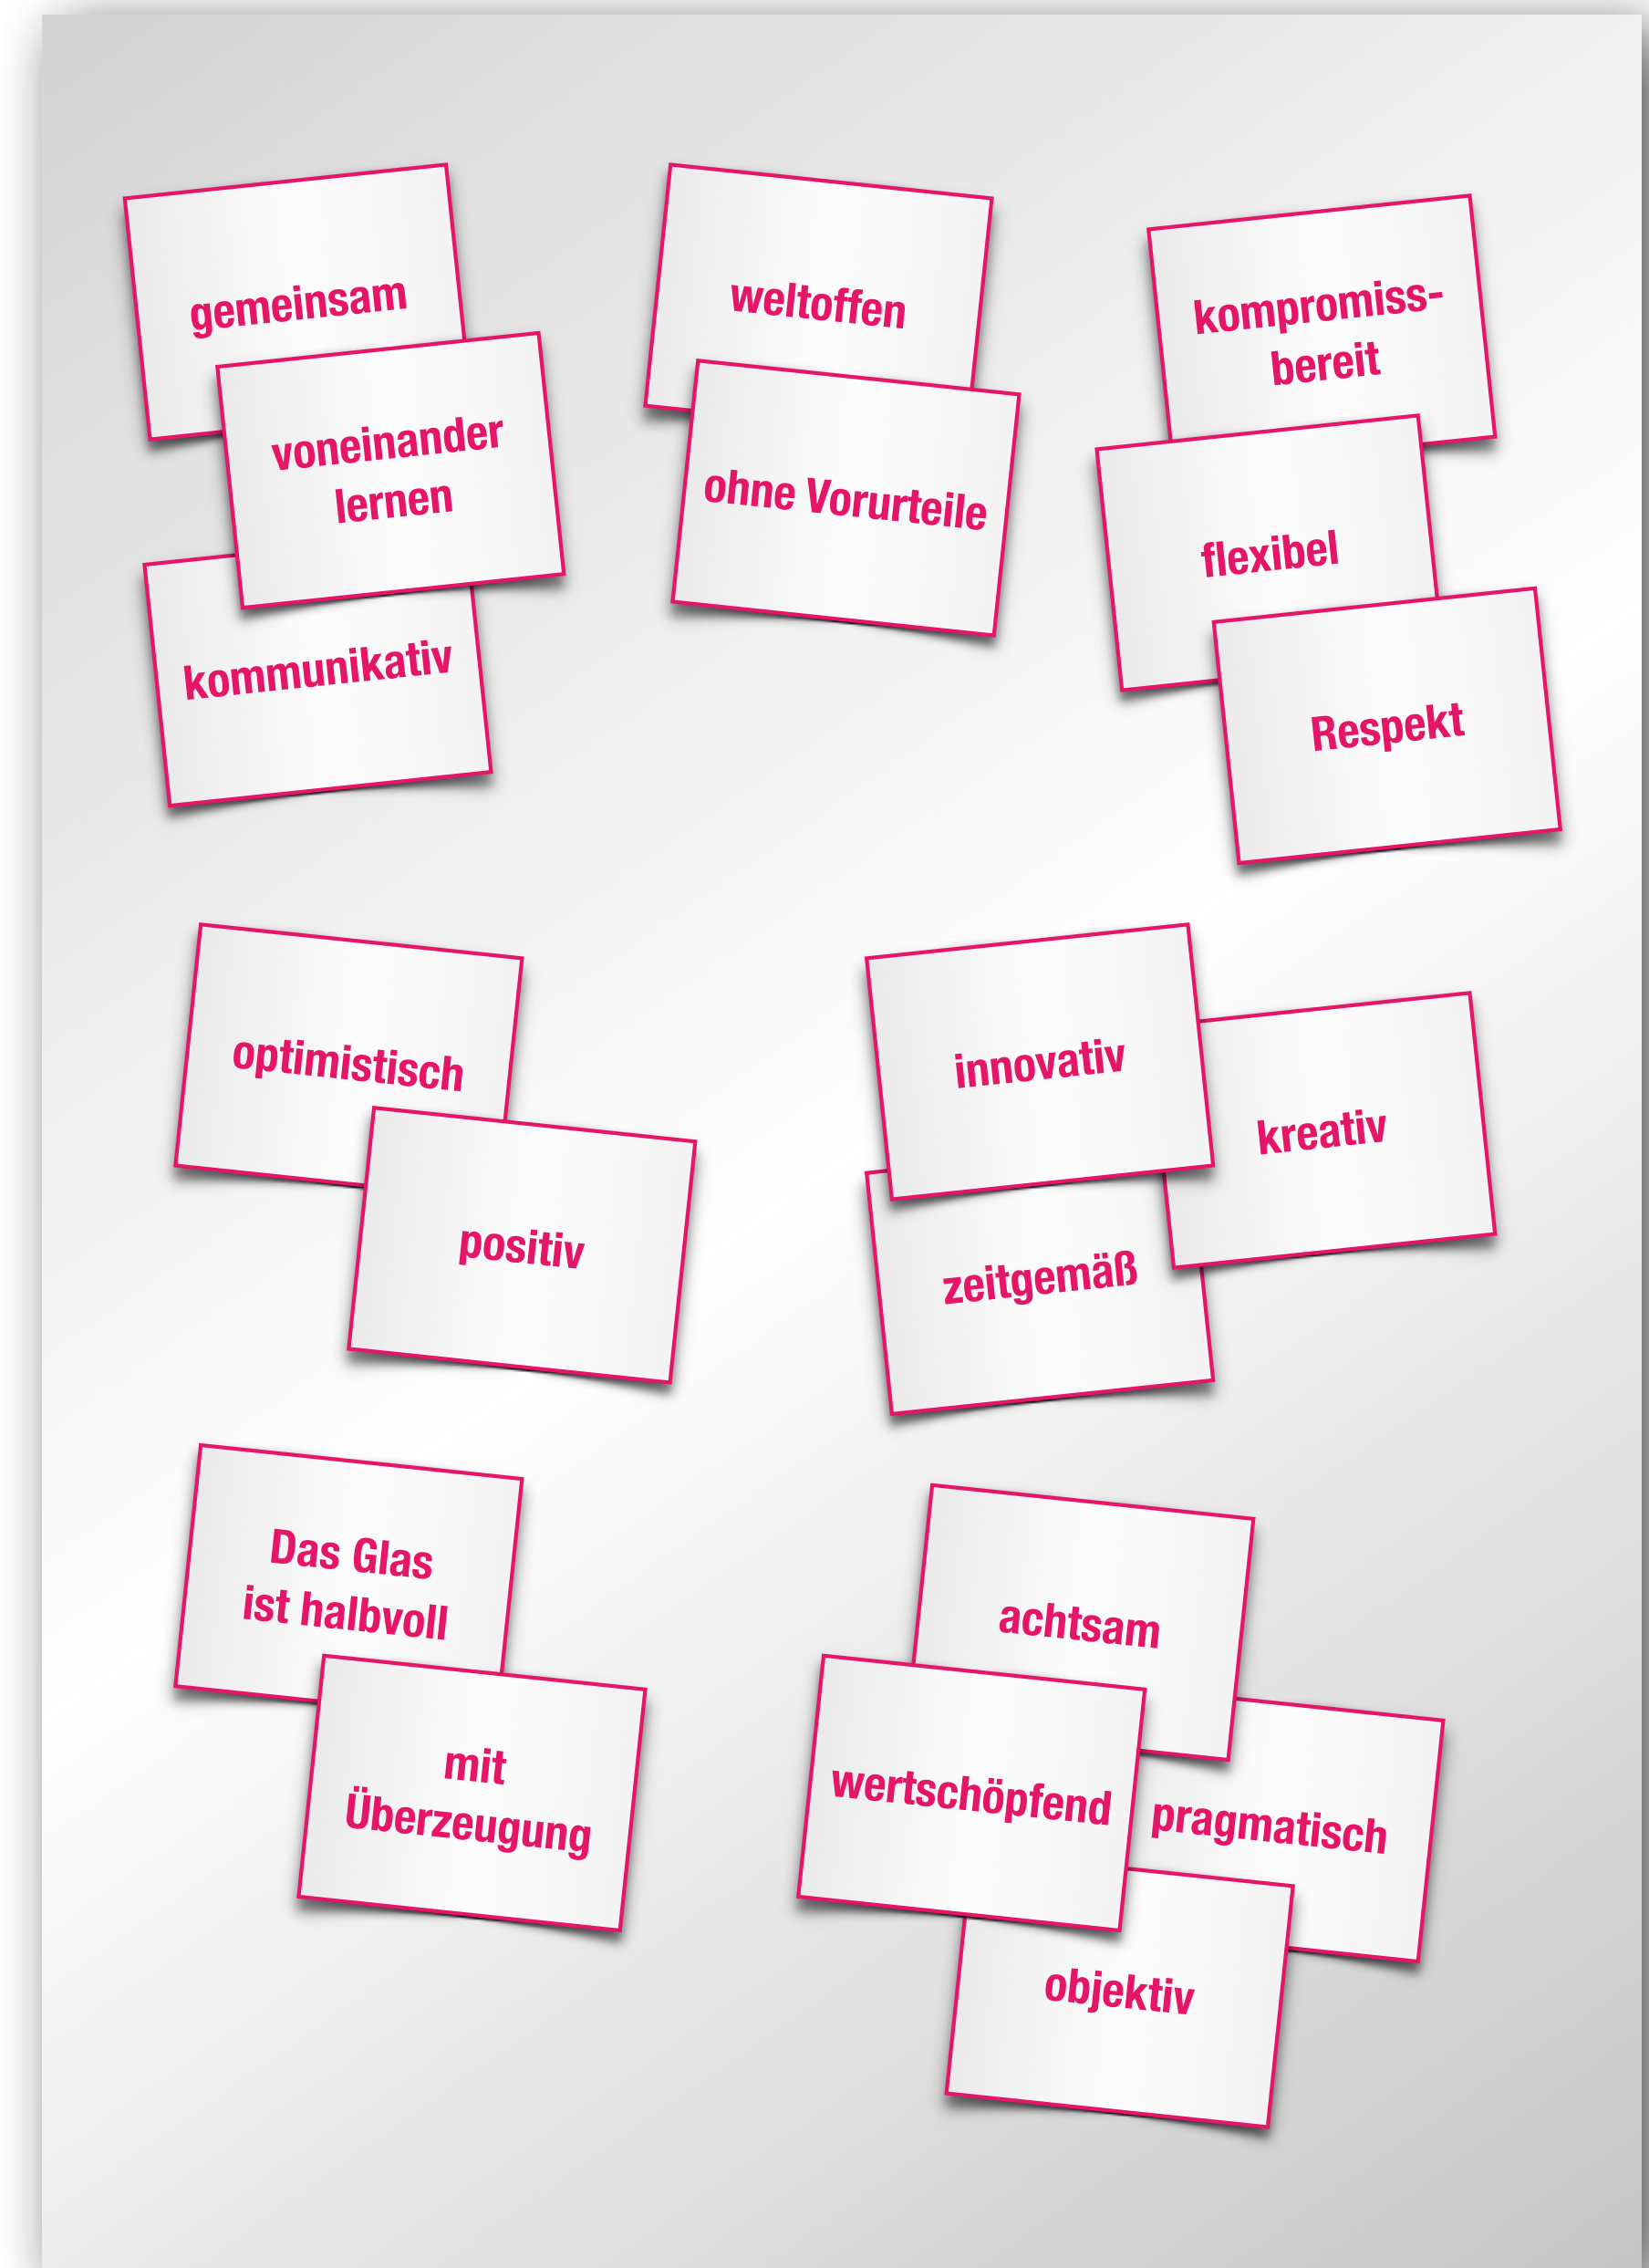 gemeinsam
voneinander
lernen
kommunikativ
weltoffen
ohne Vorurteile
kompromiss-
bereit
flexibel
Respekt
optimistisch
positiv
innovativ
kreativ
zeitgemäß
Das Glas
ist halbvoll
mit
Überzeugung
achtsam
wertschöpfend
pragmatisch
objektiv